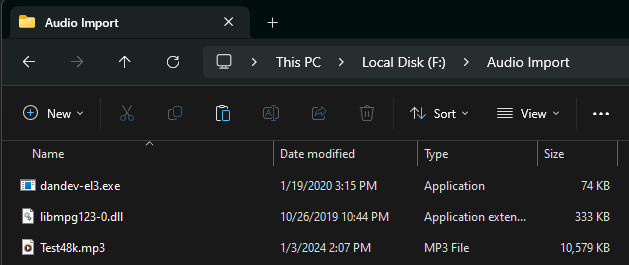 Audio Import
This PC > Local Disk (F:) > Audio Import
New Sort View
Name Date modified Type Size
dandev-el3.exe 1/19/2020 3:15 PM Application 74 KB
libmpg123-0.dll 10/26/2019 10:44 PM Application exten... 333 KB
Test48k.mp3 1/3/2024 2:07 PM MP3 File 10,579 KB